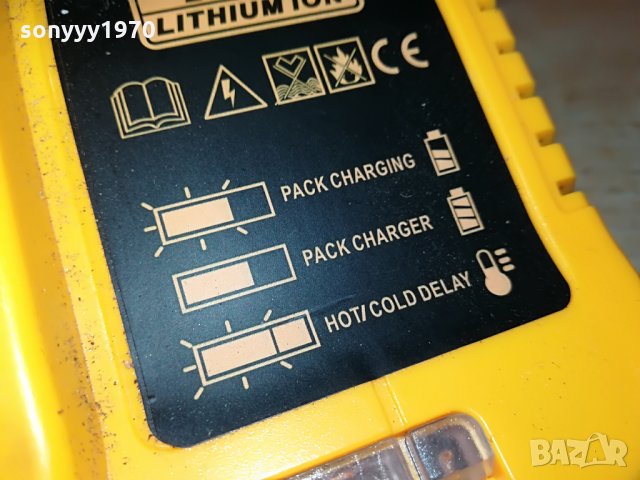 sonyyy1970
LITHIUM ION
CE
PACK CHARGING
PACK CHARGER
HOT/ COLD DELAY
BAZAR